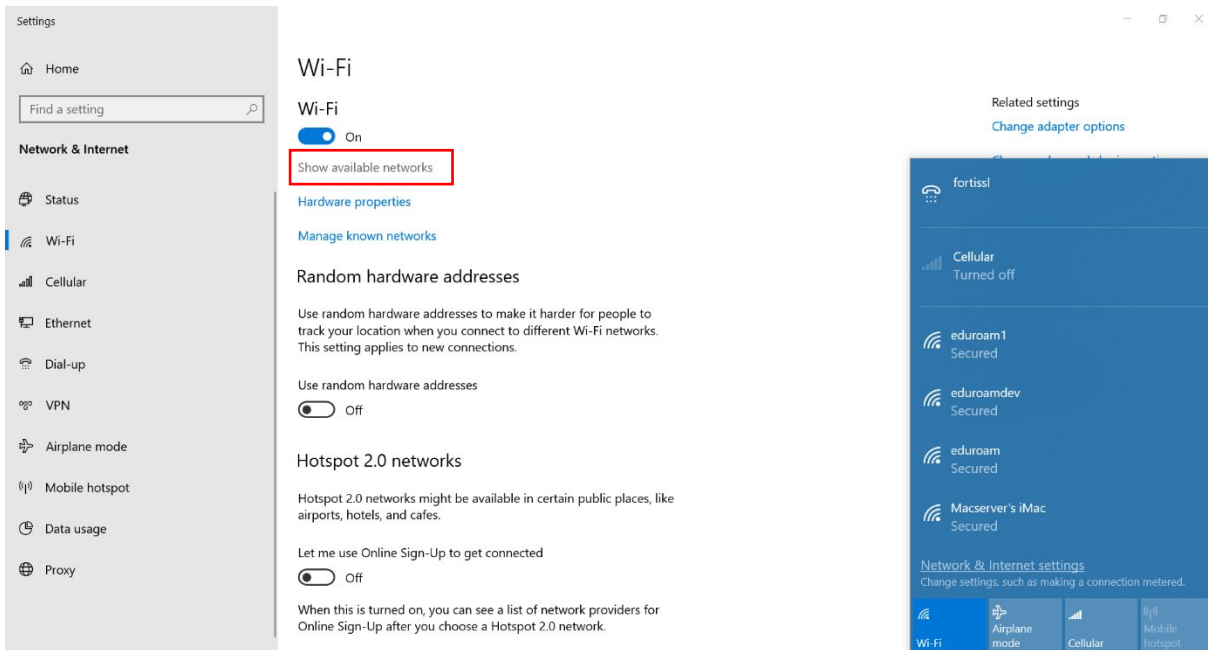 Settings
Home
Find a setting
Network & Internet
Status
Wi-Fi
Cellular
Ethernet
Dial-up
VPN
Airplane mode
Mobile hotspot
Data usage
Proxy
Wi-Fi
Wi-Fi
On
Show available networks
Hardware properties
Manage known networks
Random hardware addresses
Use random hardware addresses to make it harder for people to
track your location when you connect to different Wi-Fi networks.
This setting applies to new connections.
Use random hardware addresses
Off
Hotspot 2.0 networks
Hotspot 2.0 networks might be available in certain public places, like
airports, hotels, and cafes.
Let me use Online Sign-Up to get connected
Off
When this is turned on, you can see a list of network providers for
Online Sign-Up after you choose a Hotspot 2.0 network.
Related settings
Change adapter options
fortissl
Cellular
Turned off
eduroam1
Secured
eduroamdev
Secured
eduroam
Secured
Macserver's iMac
Secured
Network & Internet settings
Change settings, such as making a connection metered.
Wi-Fi
Airplane
mode
Cellular
Mobile
hotspot